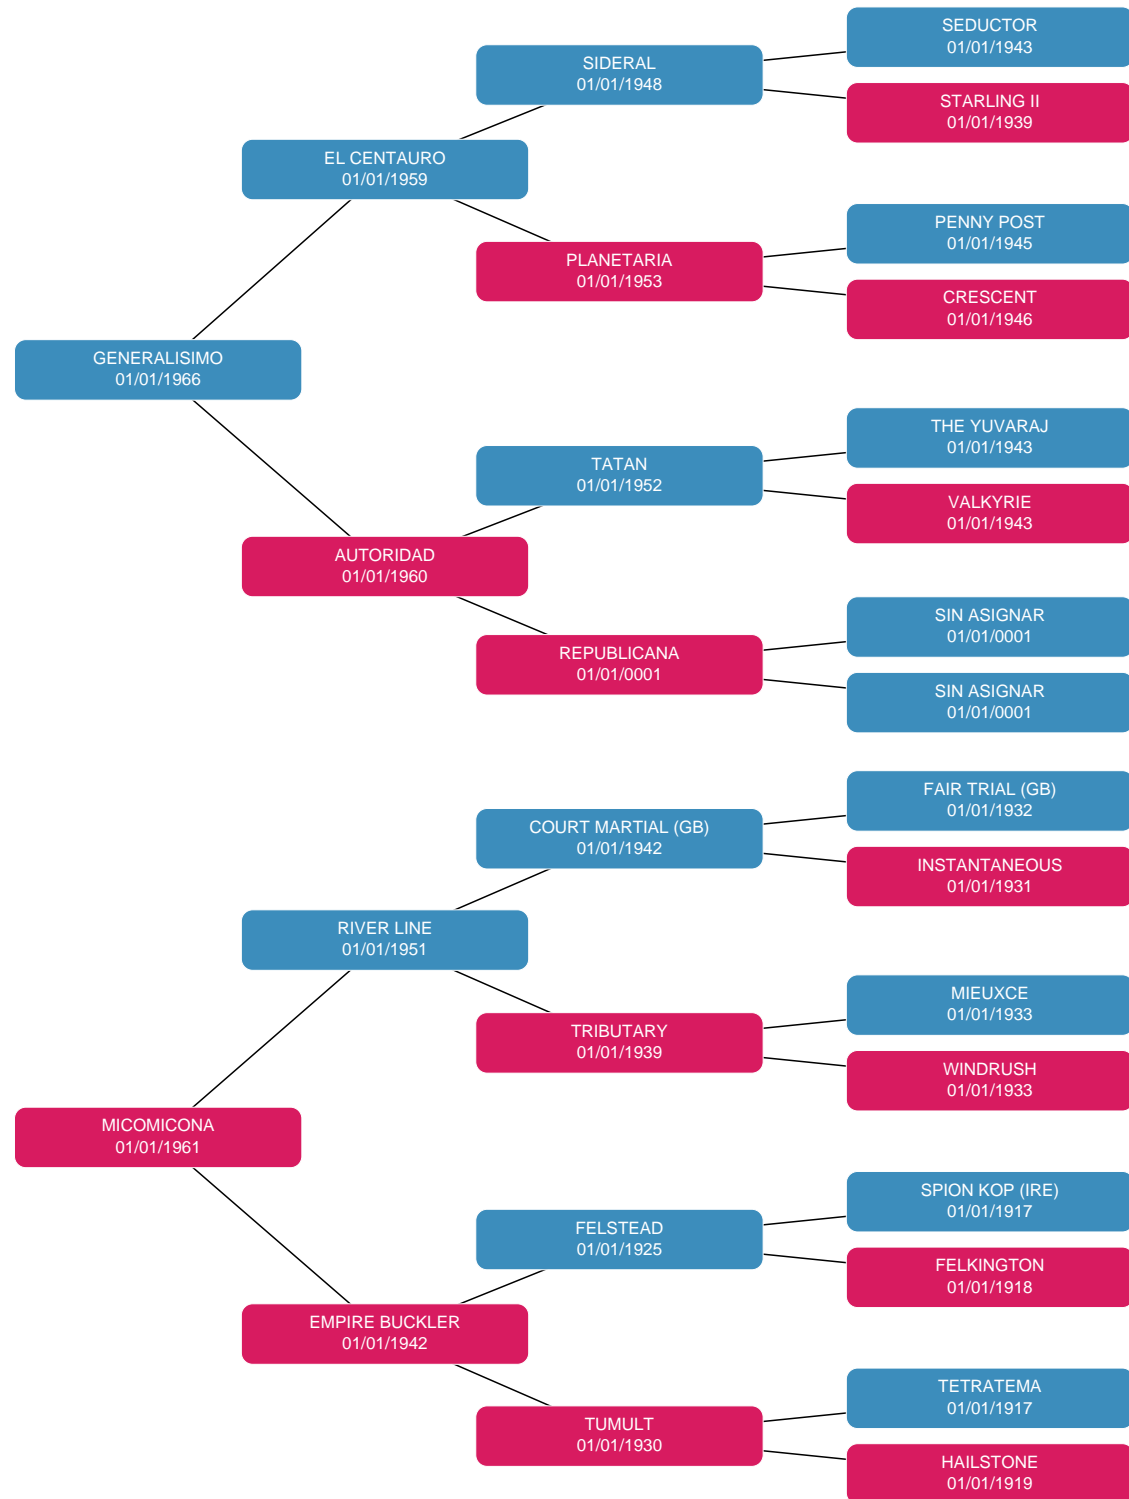 SEDUCTOR
01/01/1943
SIDERAL
01/01/1948
STARLING II
01/01/1939
EL CENTAURO
01/01/1959
PENNY POST
01/01/1945
PLANETARIA
01/01/1953
CRESCENT
01/01/1946
GENERALISIMO
01/01/1966
THE YUVARAJ
01/01/1943
TATAN
01/01/1952
VALKYRIE
01/01/1943
AUTORIDAD
01/01/1960
SIN ASIGNAR
01/01/0001
REPUBLICANA
01/01/0001
SIN ASIGNAR
01/01/0001
FAIR TRIAL (GB)
01/01/1932
COURT MARTIAL (GB)
01/01/1942
INSTANTANEOUS
01/01/1931
RIVER LINE
01/01/1951
MIEUXCE
01/01/1933
TRIBUTARY
01/01/1939
WINDRUSH
01/01/1933
MICOMICONA
01/01/1961
SPION KOP (IRE)
01/01/1917
FELSTEAD
01/01/1925
FELKINGTON
01/01/1918
EMPIRE BUCKLER
01/01/1942
TETRATEMA
01/01/1917
TUMULT
01/01/1930
HAILSTONE
01/01/1919